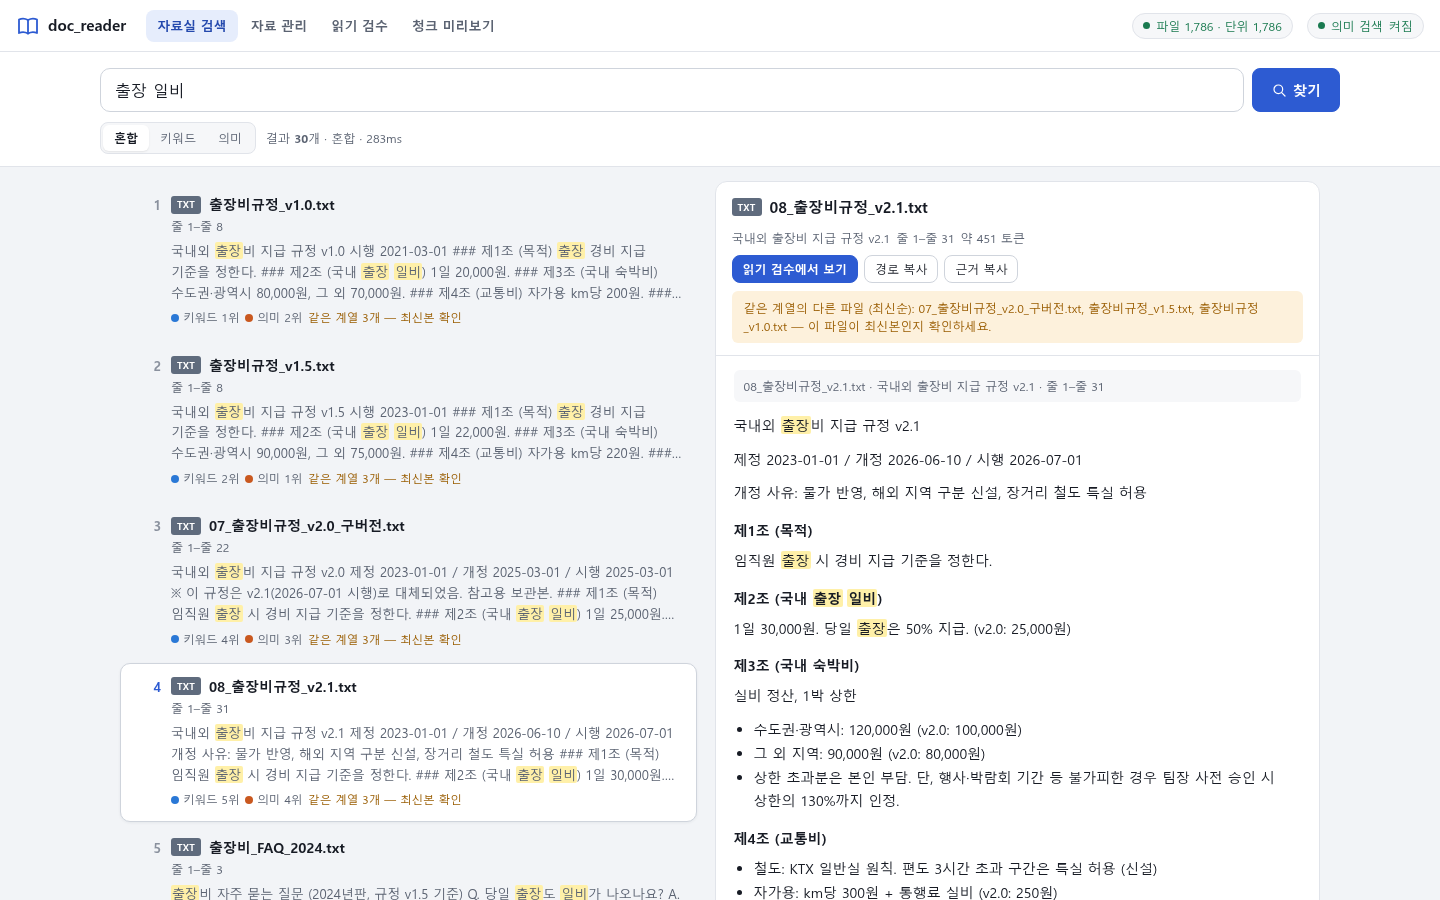 doc_reader
자료실 검색
자료 관리
읽기 검수
청크 미리보기
파일 1,786 · 단위 1,786
의미 검색 켜짐
출장 일비
찾기
혼합
키워드
의미
결과 30개 · 혼합 · 283ms
1 TXT 출장비규정_v1.0.txt
줄 1–줄 8
국내외 출장비 지급 규정 v1.0 시행 2021-03-01 ### 제1조 (목적) 출장 경비 지급
기준을 정한다. ### 제2조 (국내 출장 일비) 1일 20,000원. ### 제3조 (국내 숙박비)
수도권·광역시 80,000원, 그 외 70,000원. ### 제4조 (교통비) 자가용 km당 200원. ###...
키워드 1위 의미 2위 같은 계열 3개 — 최신본 확인
2 TXT 출장비규정_v1.5.txt
줄 1–줄 8
국내외 출장비 지급 규정 v1.5 시행 2023-01-01 ### 제1조 (목적) 출장 경비 지급
기준을 정한다. ### 제2조 (국내 출장 일비) 1일 22,000원. ### 제3조 (국내 숙박비)
수도권·광역시 90,000원, 그 외 75,000원. ### 제4조 (교통비) 자가용 km당 220원. ###...
키워드 2위 의미 1위 같은 계열 3개 — 최신본 확인
3 TXT 07_출장비규정_v2.0_구버전.txt
줄 1–줄 22
국내외 출장비 지급 규정 v2.0 제정 2023-01-01 / 개정 2025-03-01 / 시행 2025-03-01
※ 이 규정은 v2.1(2026-07-01 시행)로 대체되었음. 참고용 보관본. ### 제1조 (목적)
임직원 출장 시 경비 지급 기준을 정한다. ### 제2조 (국내 출장 일비) 1일 25,000원....
키워드 4위 의미 3위 같은 계열 3개 — 최신본 확인
4 TXT 08_출장비규정_v2.1.txt
줄 1–줄 31
국내외 출장비 지급 규정 v2.1 제정 2023-01-01 / 개정 2026-06-10 / 시행 2026-07-01
개정 사유: 물가 반영, 해외 지역 구분 신설, 장거리 철도 특실 허용 ### 제1조 (목적)
임직원 출장 시 경비 지급 기준을 정한다. ### 제2조 (국내 출장 일비) 1일 30,000원....
키워드 5위 의미 4위 같은 계열 3개 — 최신본 확인
5 TXT 출장비_FAQ_2024.txt
줄 1–줄 3
출장비 자주 묻는 질문 (2024년판, 규정 v1.5 기준) Q. 당일 출장도 일비가 나오나요? A.
TXT 08_출장비규정_v2.1.txt
국내외 출장비 지급 규정 v2.1 줄 1–줄 31 약 451 토큰
읽기 검수에서 보기
경로 복사
근거 복사
같은 계열의 다른 파일 (최신순): 07_출장비규정_v2.0_구버전.txt, 출장비규정_v1.5.txt, 출장비규정
_v1.0.txt — 이 파일이 최신본인지 확인하세요.
08_출장비규정_v2.1.txt · 국내외 출장비 지급 규정 v2.1 · 줄 1–줄 31
국내외 출장비 지급 규정 v2.1
제정 2023-01-01 / 개정 2026-06-10 / 시행 2026-07-01
개정 사유: 물가 반영, 해외 지역 구분 신설, 장거리 철도 특실 허용
제1조 (목적)
임직원 출장 시 경비 지급 기준을 정한다.
제2조 (국내 출장 일비)
1일 30,000원. 당일 출장은 50% 지급. (v2.0: 25,000원)
제3조 (국내 숙박비)
실비 정산, 1박 상한
• 수도권·광역시: 120,000원 (v2.0: 100,000원)
• 그 외 지역: 90,000원 (v2.0: 80,000원)
• 상한 초과분은 본인 부담. 단, 행사·박람회 기간 등 불가피한 경우 팀장 사전 승인 시
상한의 130%까지 인정.
제4조 (교통비)
• 철도: KTX 일반실 원칙. 편도 3시간 초과 구간은 특실 허용 (신설)
• 자가용: km당 300원 + 통행료 실비 (v2.0: 250원)